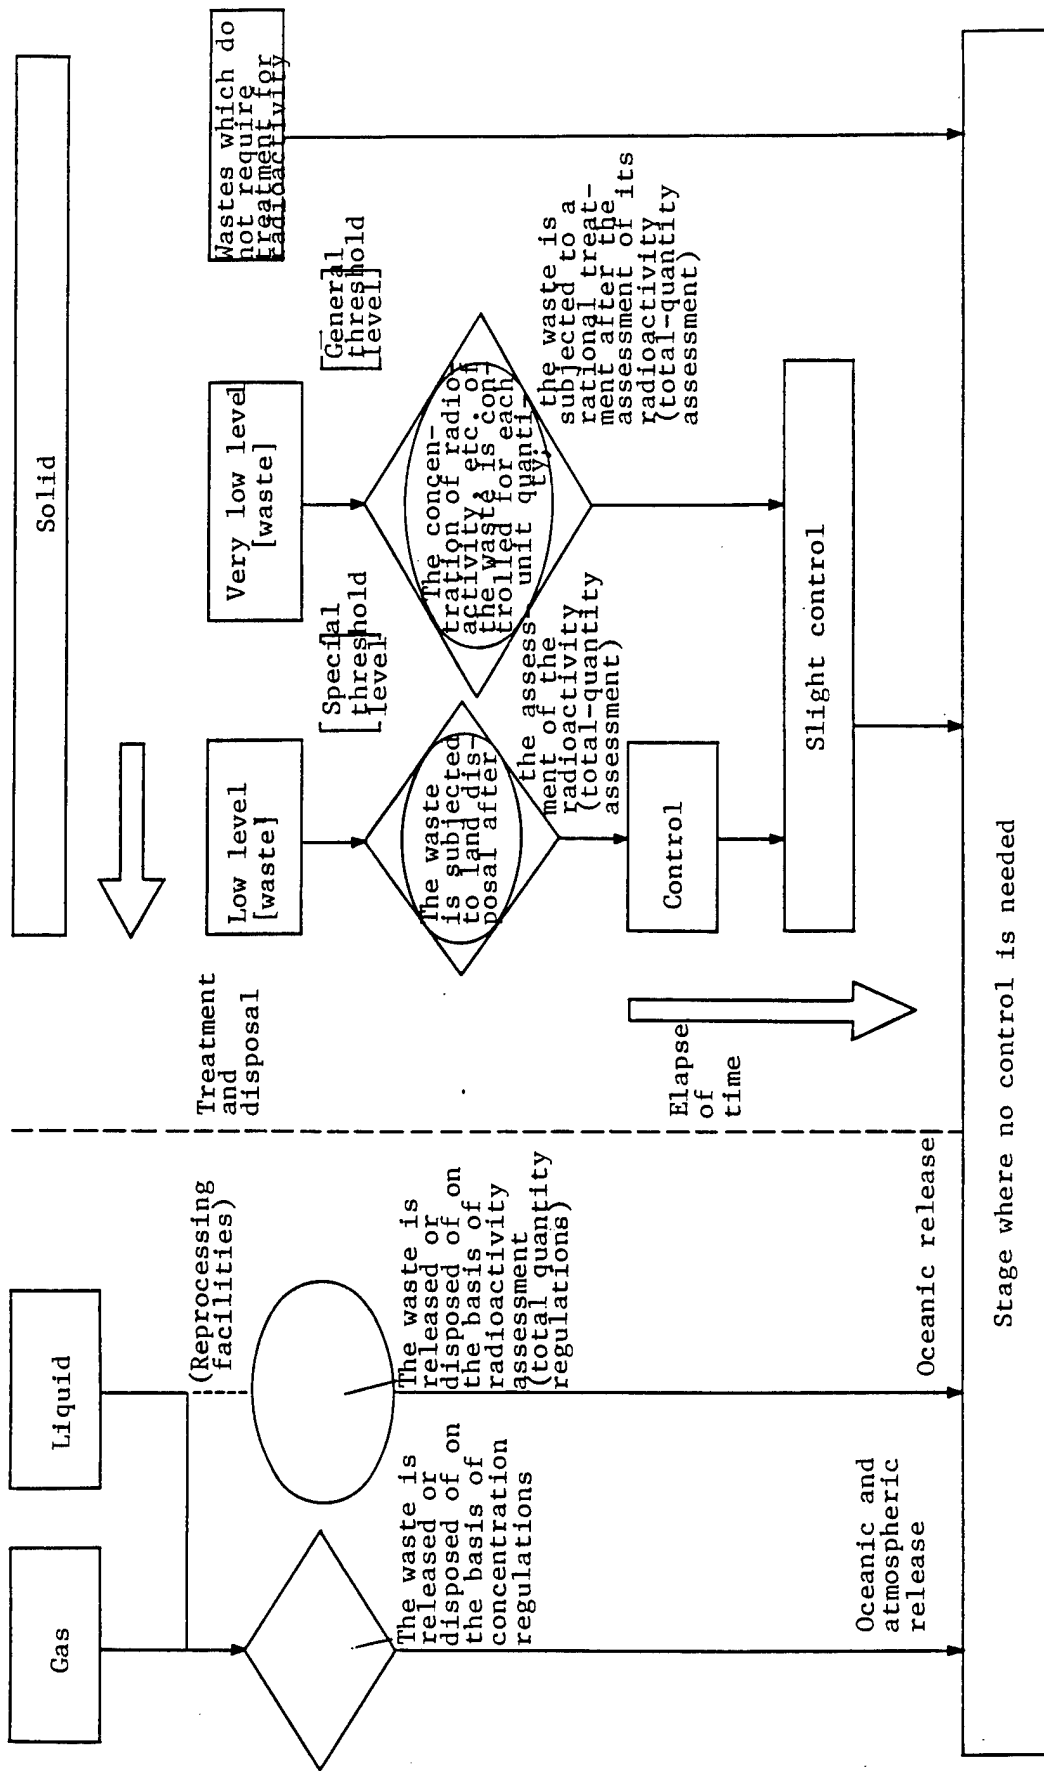 Gas
Liquid
Solid
(Reprocessing
facilities)
Treatment
and
disposal
Low level
[waste]
[Special
threshold
level]
Very low level
[waste]
[General
threshold
level]
Wastes which do
not require
treatment for
radioactivity
The waste is
released or
disposed of on
the basis of
concentration
regulations
The waste is
released or
disposed of on
the basis of
radioactivity
assessment
(total quantity
regulations)
The waste
is subjected
to land dis-
posal after
the assess-
ment of the
radioactivity
(total-quantity
assessment)
The concen-
tration of radio-
activity, etc. of
the waste is con-
trolled for each
unit quanti-
ty;
the waste is
subjected to a
rational treat-
ment after the
assessment of its
radioactivity
(total-quantity
assessment)
Elapse
of
time
Control
Slight control
Oceanic and
atmospheric
release
Oceanic release
Stage where no control is needed